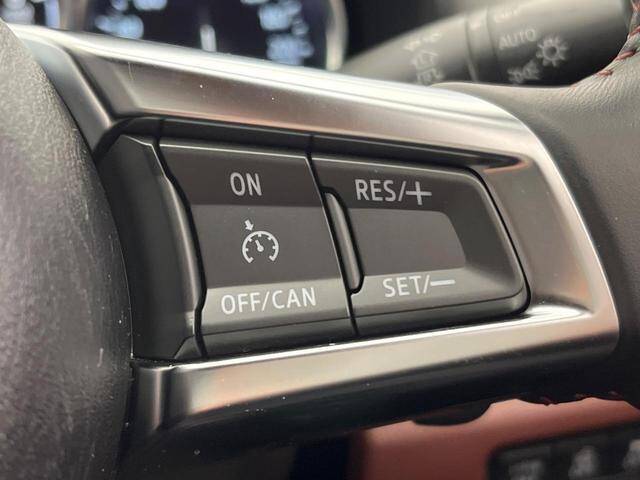 AUTO
ON
RES/+
OFF/CAN
SET/—